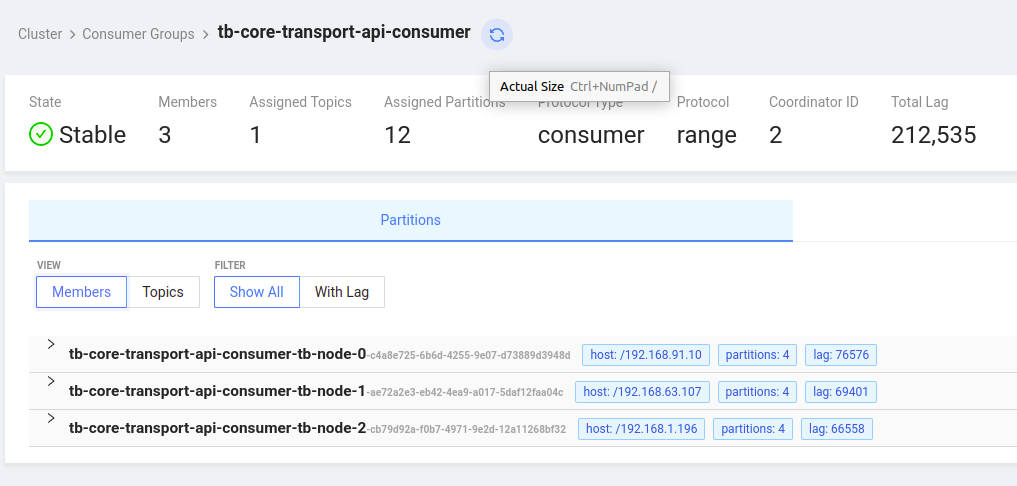 Cluster > Consumer Groups > tb-core-transport-api-consumer
Actual Size Ctrl+NumPad /
State Members Assigned Topics Assigned Partitions Protocol Type Protocol Coordinator ID Total Lag
Stable 3 1 12 consumer range 2 212,535
Partitions
VIEW FILTER
Members Topics Show All With Lag
tb-core-transport-api-consumer-tb-node-0-c4a8e725-6b6d-4255-9e07-d73889d3948d host: /192.168.91.10 partitions: 4 lag: 76576
tb-core-transport-api-consumer-tb-node-1-ae72a2e3-eb42-4ea9-a017-5daf12faa04c host: /192.168.63.107 partitions: 4 lag: 69401
tb-core-transport-api-consumer-tb-node-2-cb79d92a-f0b7-4971-9e2d-12a11268bf32 host: /192.168.1.196 partitions: 4 lag: 66558